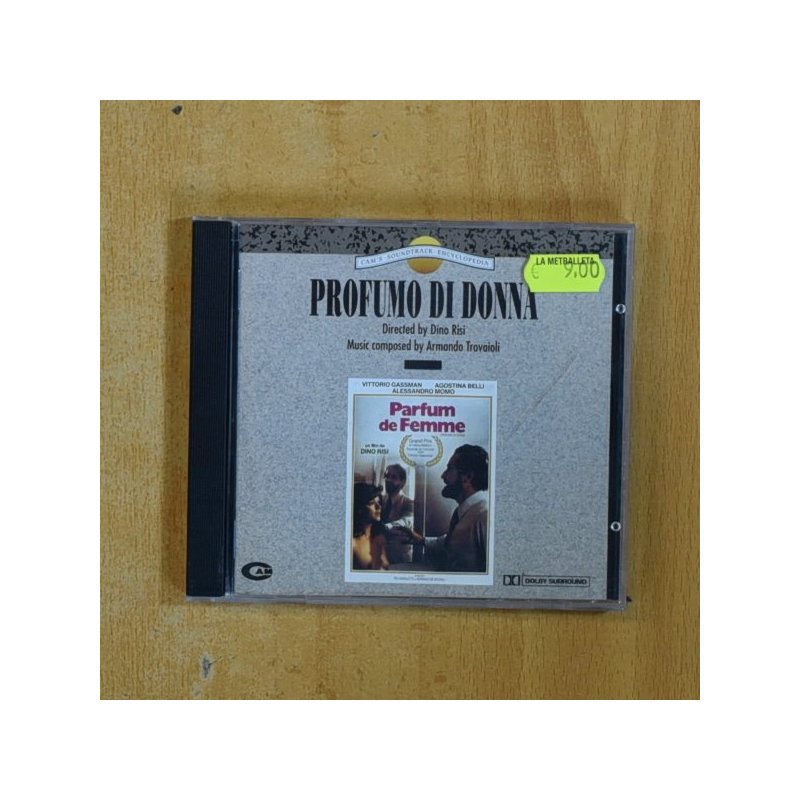 CAM'S SOUNDTRACK ENCYCLOPEDIA
LA METRALLETA
€ 9,00
PROFUMO DI DONNA
Directed by Dino Risi
Music composed by Armando Trovaioli
VITTORIO GASSMAN AGOSTINA BELLI
ALESSANDRO MOMO
Parfum
de Femme
Grand Prix
un film de
DINO RISI
CAM
DOLBY SURROUND